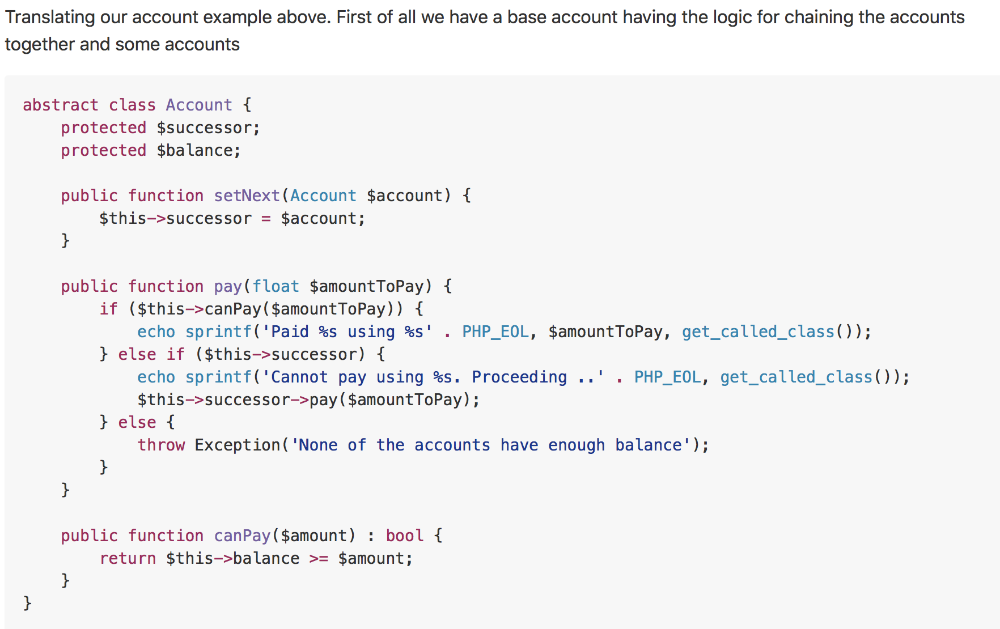 Translating our account example above. First of all we have a base account having the logic for chaining the accounts
together and some accounts
abstract class Account {
    protected $successor;
    protected $balance;

    public function setNext(Account $account) {
        $this->successor = $account;
    }

    public function pay(float $amountToPay) {
        if ($this->canPay($amountToPay)) {
            echo sprintf('Paid %s using %s' . PHP_EOL, $amountToPay, get_called_class());
        } else if ($this->successor) {
            echo sprintf('Cannot pay using %s. Proceeding ..' . PHP_EOL, get_called_class());
            $this->successor->pay($amountToPay);
        } else {
            throw Exception('None of the accounts have enough balance');
        }
    }

    public function canPay($amount) : bool {
        return $this->balance >= $amount;
    }
}